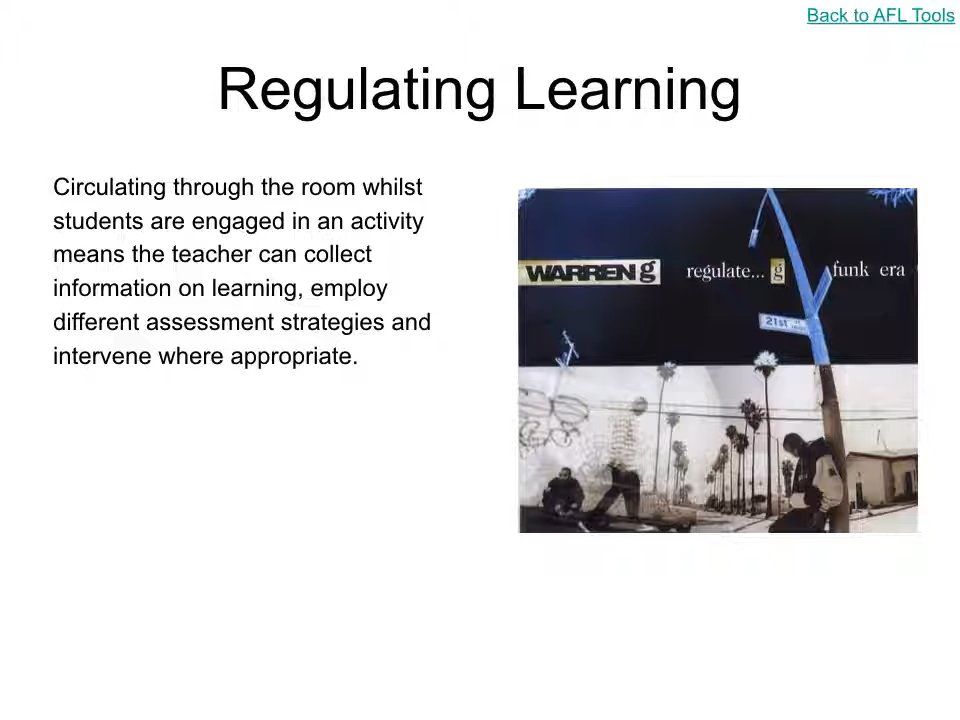 Back to AFL Tools
Regulating Learning
Circulating through the room whilst
students are engaged in an activity
means the teacher can collect
information on learning, employ
different assessment strategies and
intervene where appropriate.
WARREN g regulate... g funk era
21st